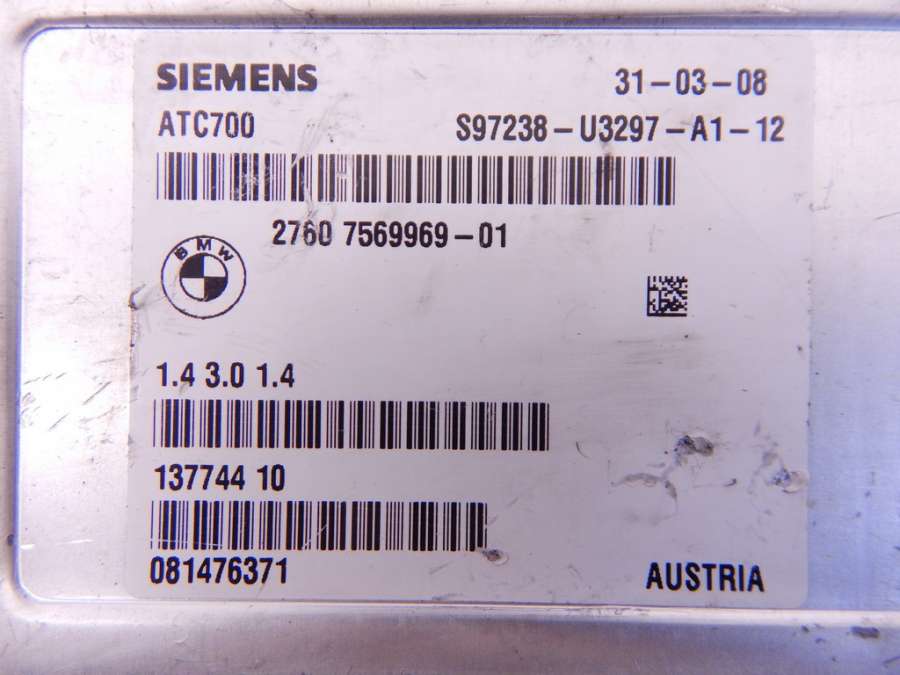 SIEMENS 31-03-08
ATC700 S97238-U3297-A1-12
2760 7569969-01
BMW
1.4 3.0 1.4
137744 10
081476371 AUSTRIA